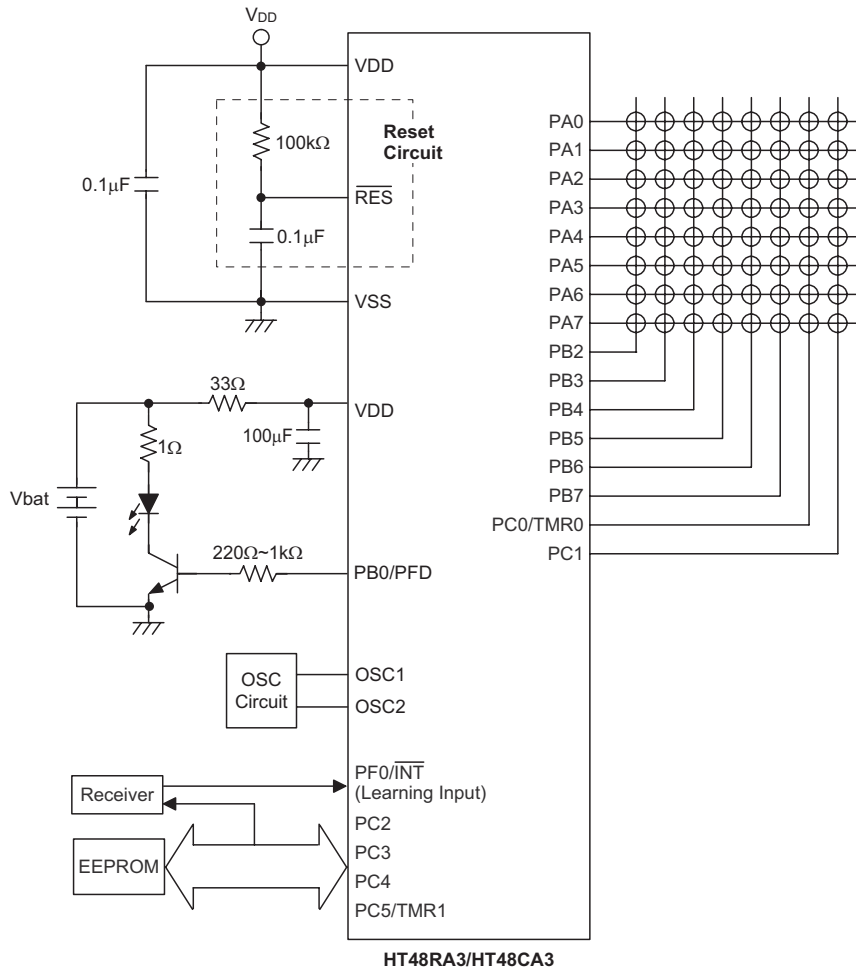 VDD
VDD
Reset
Circuit
100kΩ
0.1μF
RES
0.1μF
VSS
33Ω
VDD
100μF
1Ω
Vbat
220Ω~1kΩ
PB0/PFD
OSC
Circuit
OSC1
OSC2
PF0/INT
(Learning Input)
Receiver
PC2
PC3
EEPROM
PC4
PC5/TMR1
PA0
PA1
PA2
PA3
PA4
PA5
PA6
PA7
PB2
PB3
PB4
PB5
PB6
PB7
PC0/TMR0
PC1
HT48RA3/HT48CA3